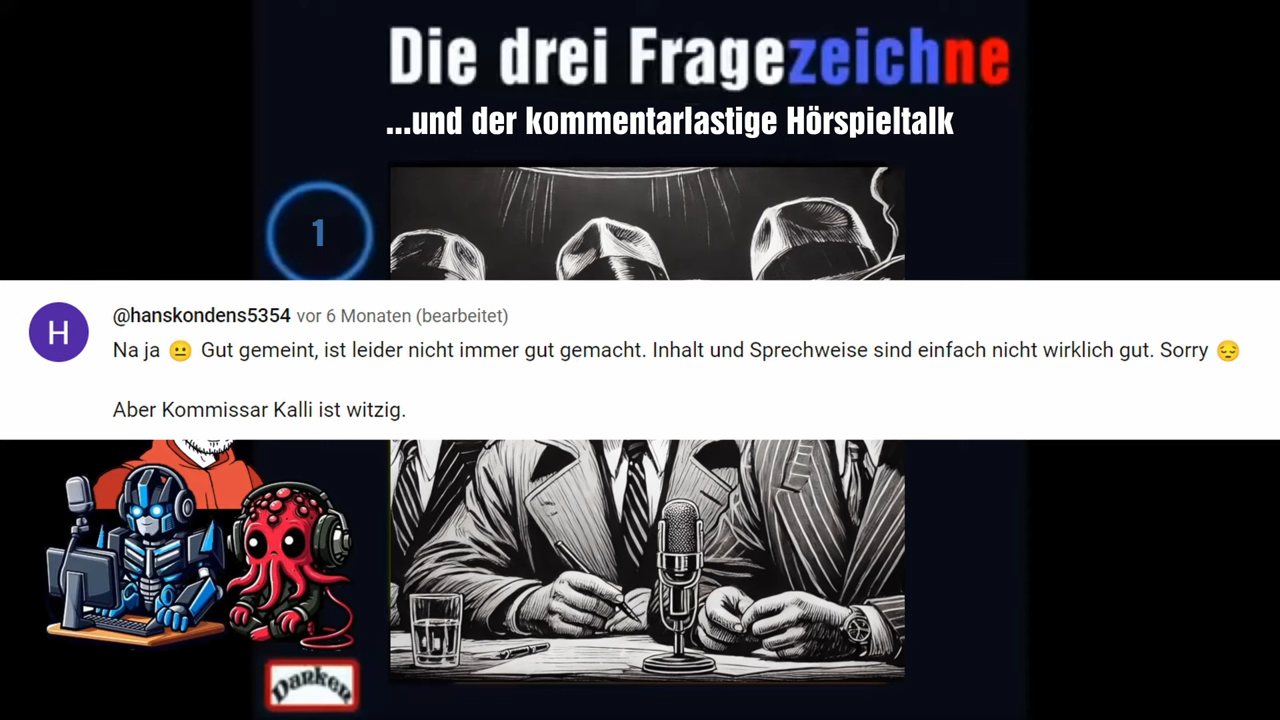 Die drei Fragezeichne
...und der kommentarlastige Hörspieltalk
1
@hanskondens5354 vor 6 Monaten (bearbeitet)
Na ja 😐 Gut gemeint, ist leider nicht immer gut gemacht. Inhalt und Sprechweise sind einfach nicht wirklich gut. Sorry 😔
Aber Kommissar Kalli ist witzig.
H
Danken